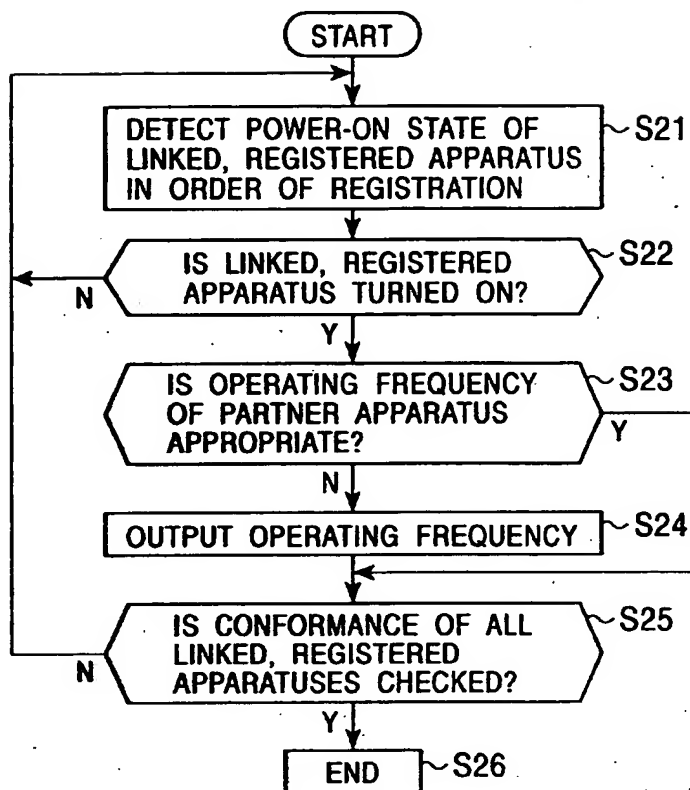 START
DETECT POWER-ON STATE OF
LINKED, REGISTERED APPARATUS
IN ORDER OF REGISTRATION
S21
IS LINKED, REGISTERED
APPARATUS TURNED ON?
S22
N
Y
IS OPERATING FREQUENCY
OF PARTNER APPARATUS
APPROPRIATE?
S23
Y
N
OUTPUT OPERATING FREQUENCY
S24
IS CONFORMANCE OF ALL
LINKED, REGISTERED
APPARATUSES CHECKED?
S25
N
Y
END
S26